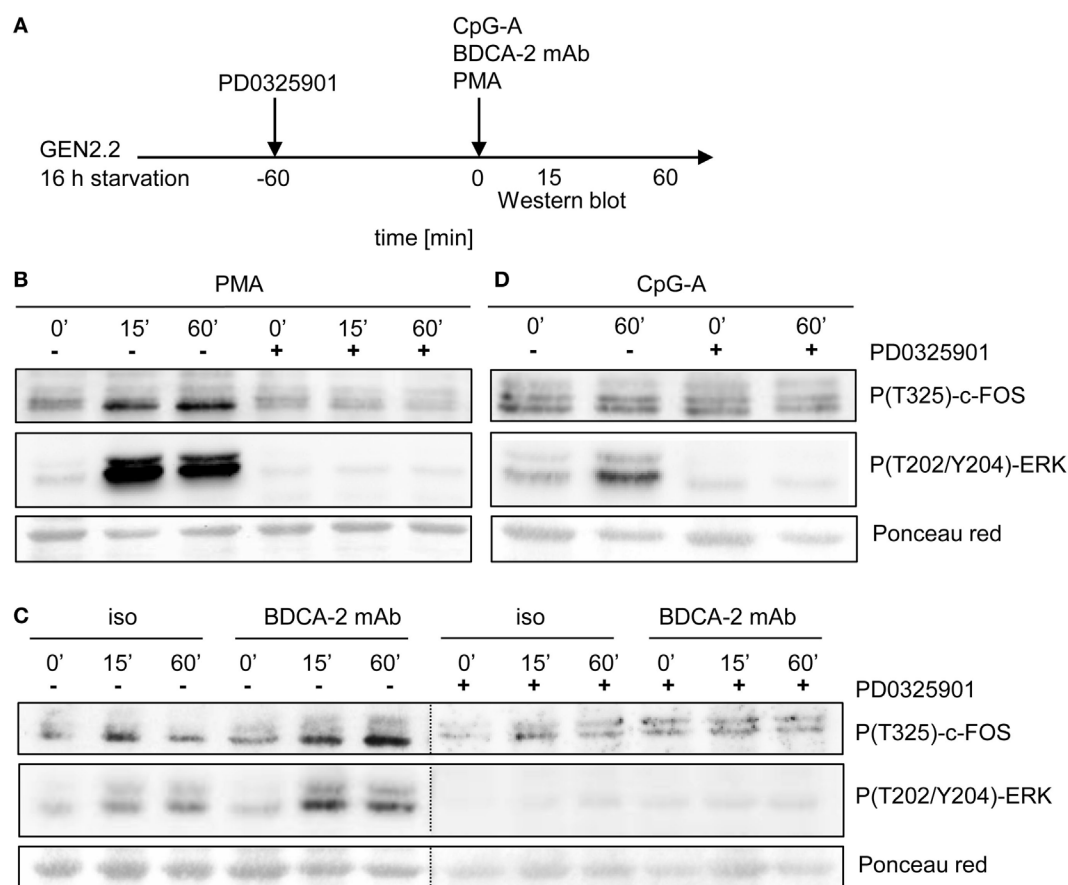 A
CpG-A
BDCA-2 mAb
PMA
PD0325901
GEN2.2
16 h starvation
-60 0 15 60
Western blot
time [min]
B
PMA
0’ 15’ 60’ 0’ 15’ 60’
- - - + + +
D
CpG-A
0’ 60’ 0’ 60’
- - + +
PD0325901
P(T325)-c-FOS
P(T202/Y204)-ERK
Ponceau red
C
iso BDCA-2 mAb iso BDCA-2 mAb
0’ 15’ 60’ 0’ 15’ 60’ 0’ 15’ 60’ 0’ 15’ 60’
- - - - - - + + + + + +
PD0325901
P(T325)-c-FOS
P(T202/Y204)-ERK
Ponceau red